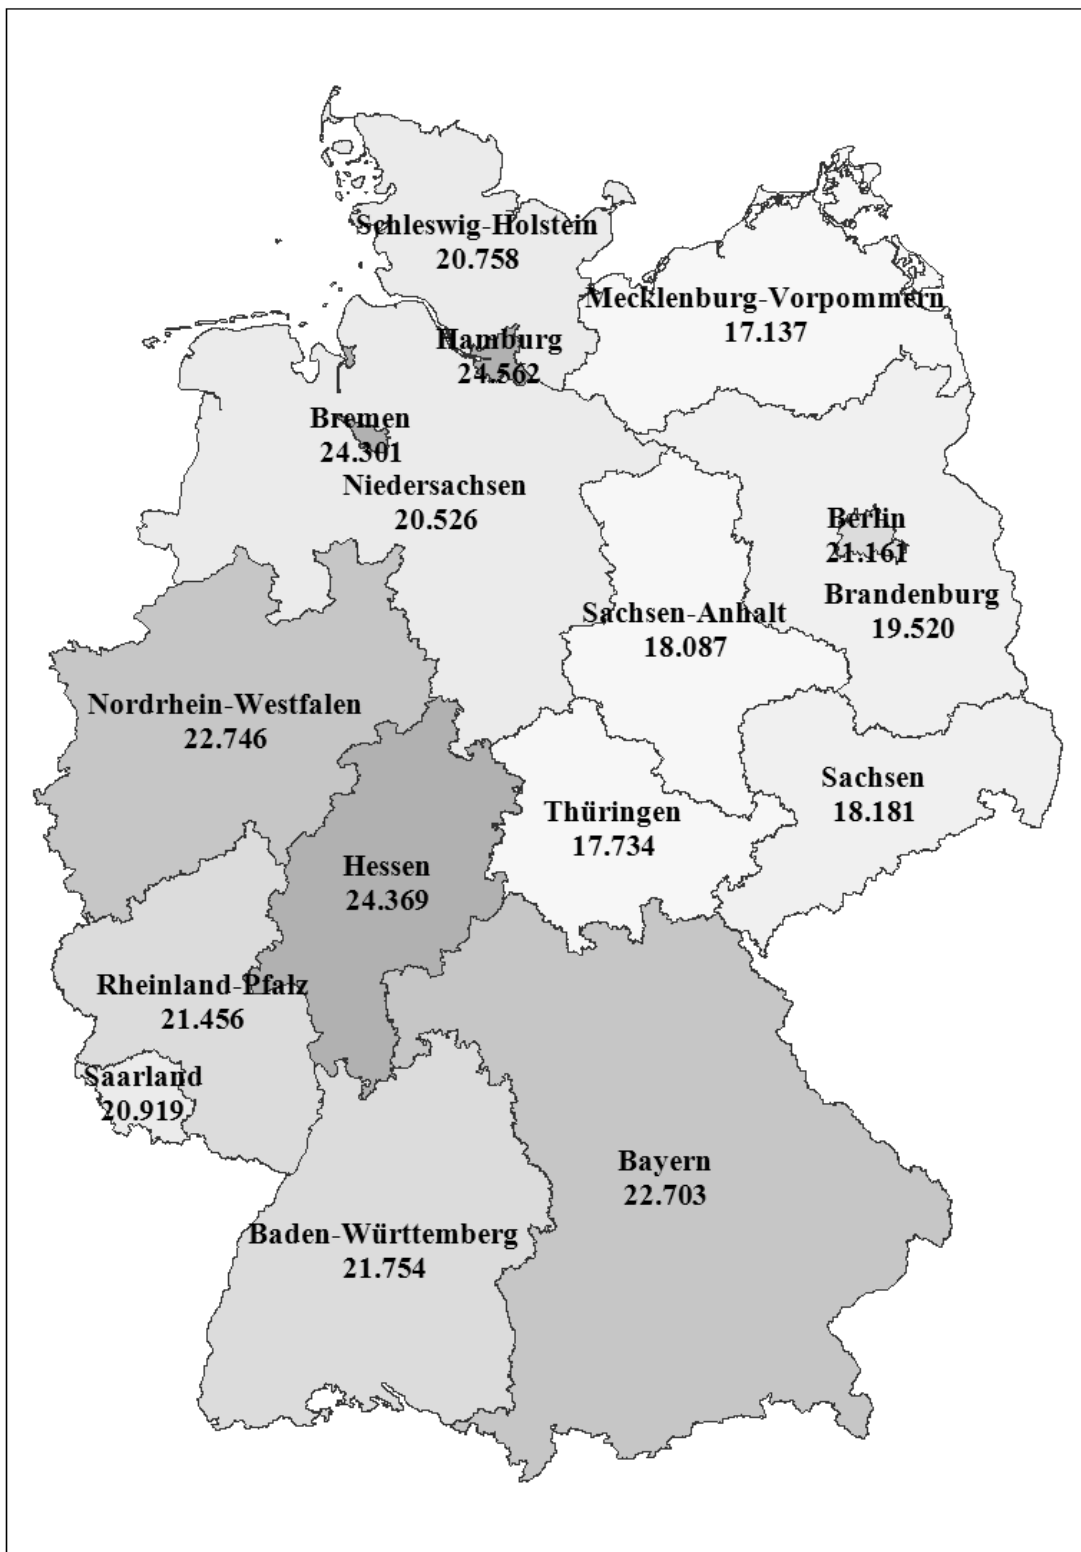 Schleswig-Holstein
20.758
Mecklenburg-Vorpommern
17.137
Hamburg
24.562
Bremen
24.301
Niedersachsen
20.526
Berlin
21.161
Brandenburg
19.520
Sachsen-Anhalt
18.087
Nordrhein-Westfalen
22.746
Sachsen
18.181
Thüringen
17.734
Hessen
24.369
Rheinland-Pfalz
21.456
Saarland
20.919
Bayern
22.703
Baden-Württemberg
21.754